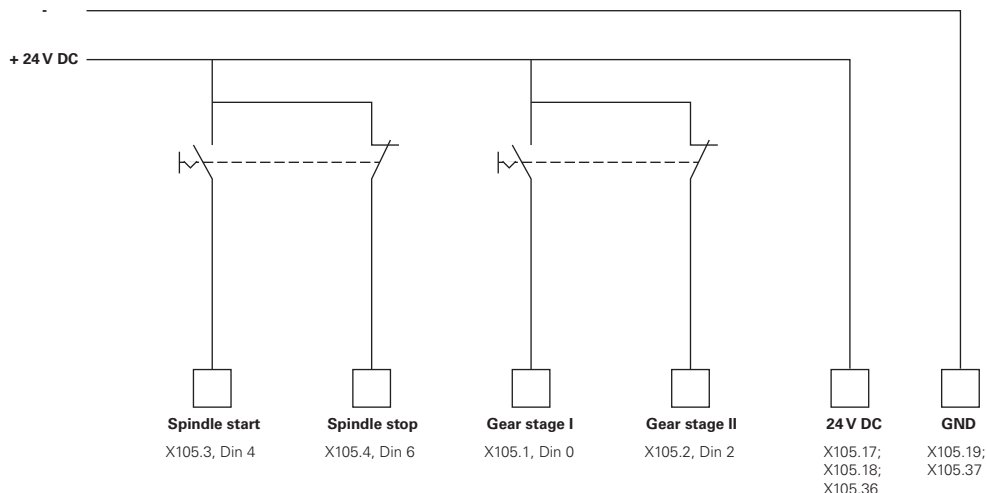 -
+ 24 V DC
Spindle start
X105.3, Din 4
Spindle stop
X105.4, Din 6
Gear stage I
X105.1, Din 0
Gear stage II
X105.2, Din 2
24 V DC
X105.17;
X105.18;
X105.36
GND
X105.19;
X105.37